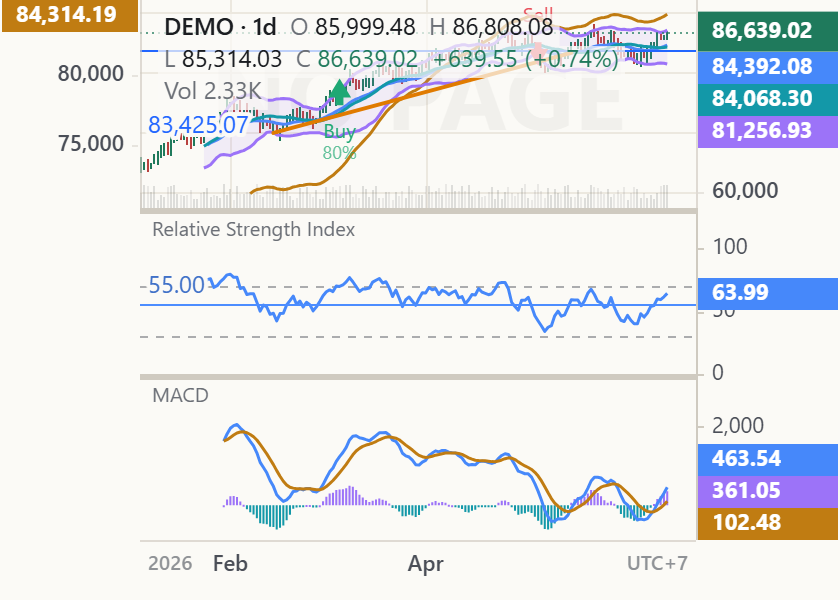 84,314.19
Sell
DEMO · 1d O 85,999.48 H 86,808.08
L 85,314.03 C 86,639.02 +639.55 (+0.74%)
Vol 2.33K
80,000
83,425.07
75,000
Buy
80%
PAGE
86,639.02
84,392.08
84,068.30
81,256.93
60,000
Relative Strength Index
100
55.00
63.99
50
0
MACD
2,000
463.54
361.05
102.48
2026 Feb Apr UTC+7